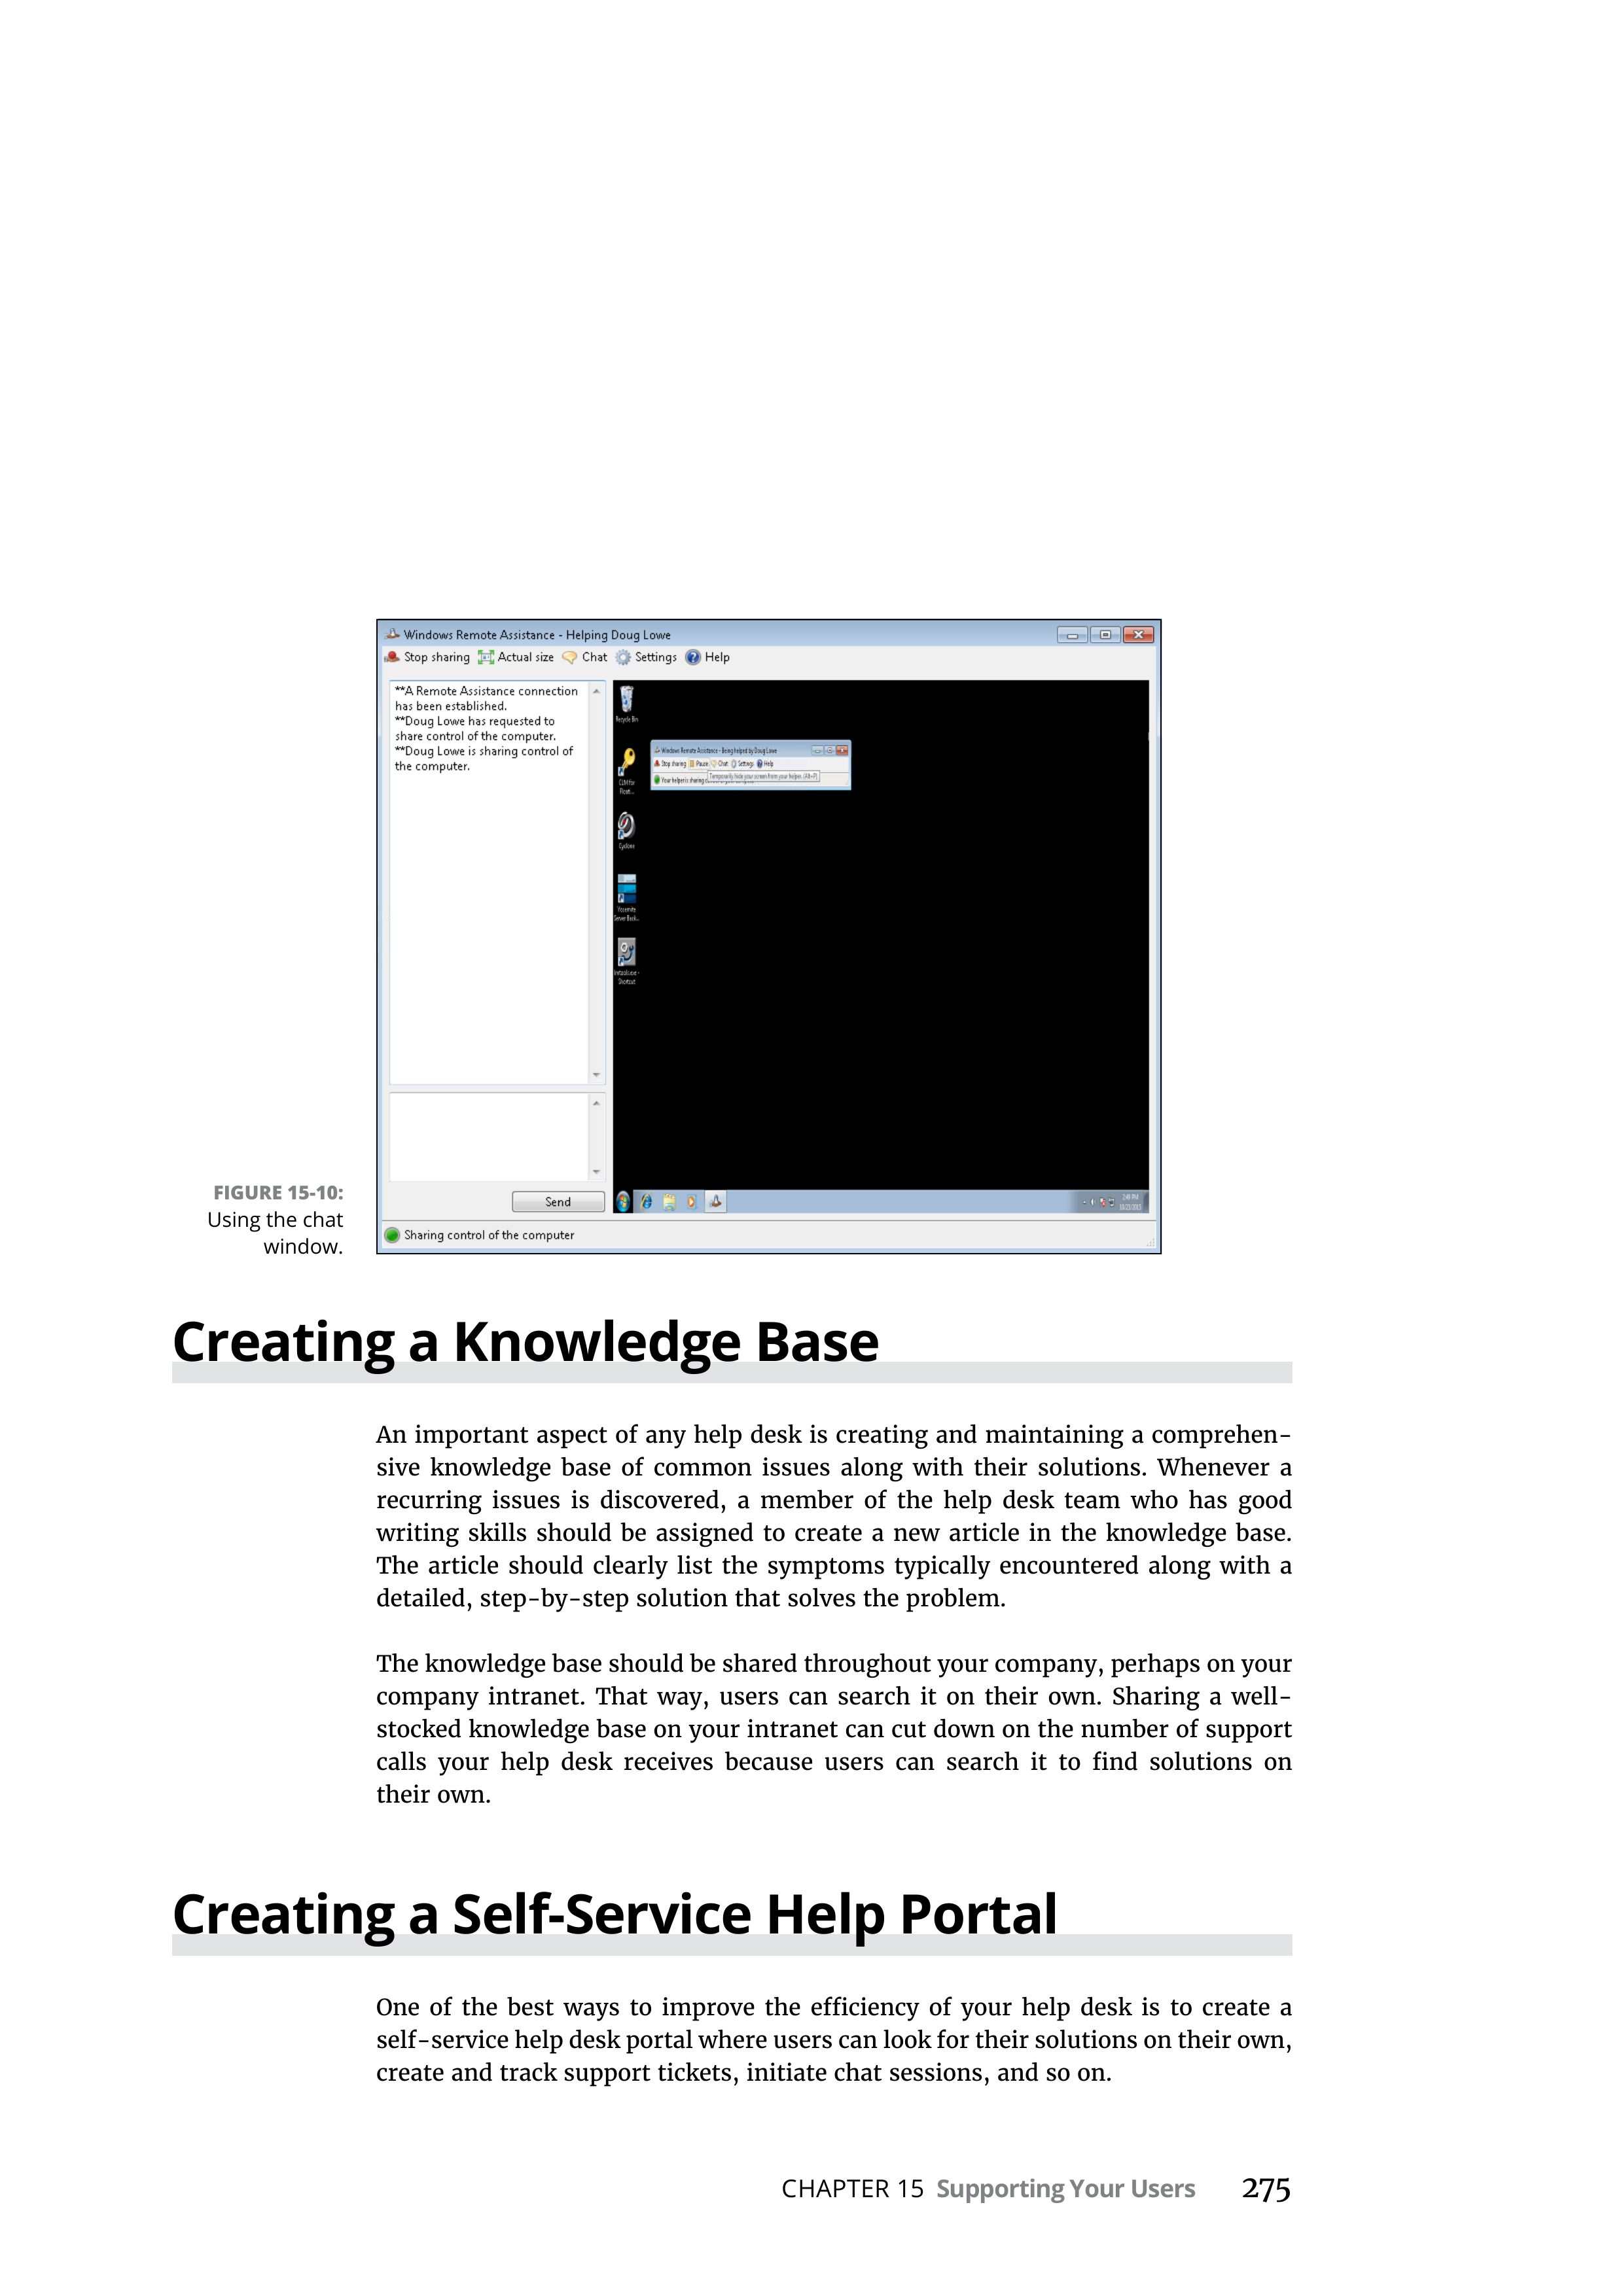 Windows Remote Assistance - Helping Doug Lowe
Stop sharing Actual size Chat Settings Help
**A Remote Assistance connection
has been established.
**Doug Lowe has requested to
share control of the computer.
**Doug Lowe is sharing control of
the computer.
Recycle Bin
Windows Remote Assistance - Being helped by Doug Lowe
Stop sharing Pause Chat Settings Help
Temporarily hide your screen from your helper. (Alt+P)
Your helper is sharing
Cyclone
Yosemite
Server Back...
Shortcut
Send
2:48 PM
10/23/2015
Sharing control of the computer
FIGURE 15-10:
Using the chat
window.
Creating a Knowledge Base
An important aspect of any help desk is creating and maintaining a comprehen-
sive knowledge base of common issues along with their solutions. Whenever a
recurring issues is discovered, a member of the help desk team who has good
writing skills should be assigned to create a new article in the knowledge base.
The article should clearly list the symptoms typically encountered along with a
detailed, step-by-step solution that solves the problem.
The knowledge base should be shared throughout your company, perhaps on your
company intranet. That way, users can search it on their own. Sharing a well-
stocked knowledge base on your intranet can cut down on the number of support
calls your help desk receives because users can search it to find solutions on
their own.
Creating a Self-Service Help Portal
One of the best ways to improve the efficiency of your help desk is to create a
self-service help desk portal where users can look for their solutions on their own,
create and track support tickets, initiate chat sessions, and so on.
CHAPTER 15 Supporting Your Users 275